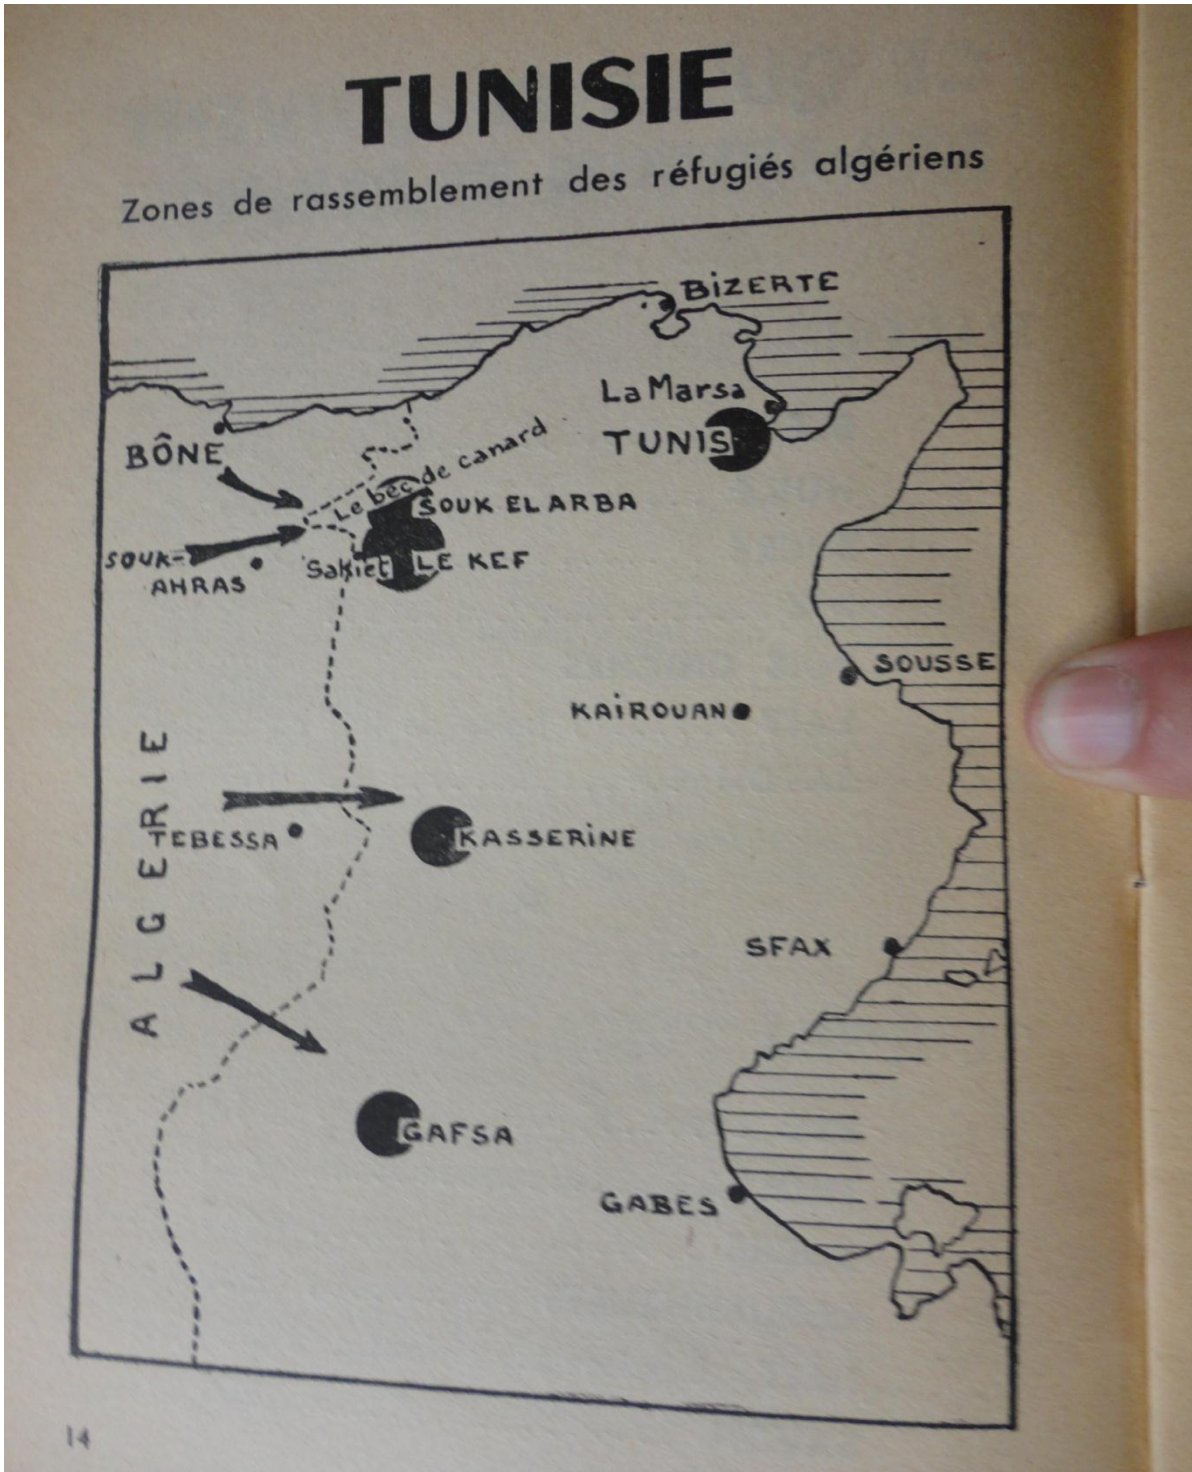 TUNISIE
Zones de rassemblement des réfugiés algériens
BIZERTE
La Marsa
TUNIS
BÔNE
Le bec de canard
SOUK EL ARBA
SOUK-
AHRAS
Sakiet
LE KEF
SOUSSE
KAIROUAN
ALGERIE
TEBESSA
KASSERINE
SFAX
GAFSA
GABES
14